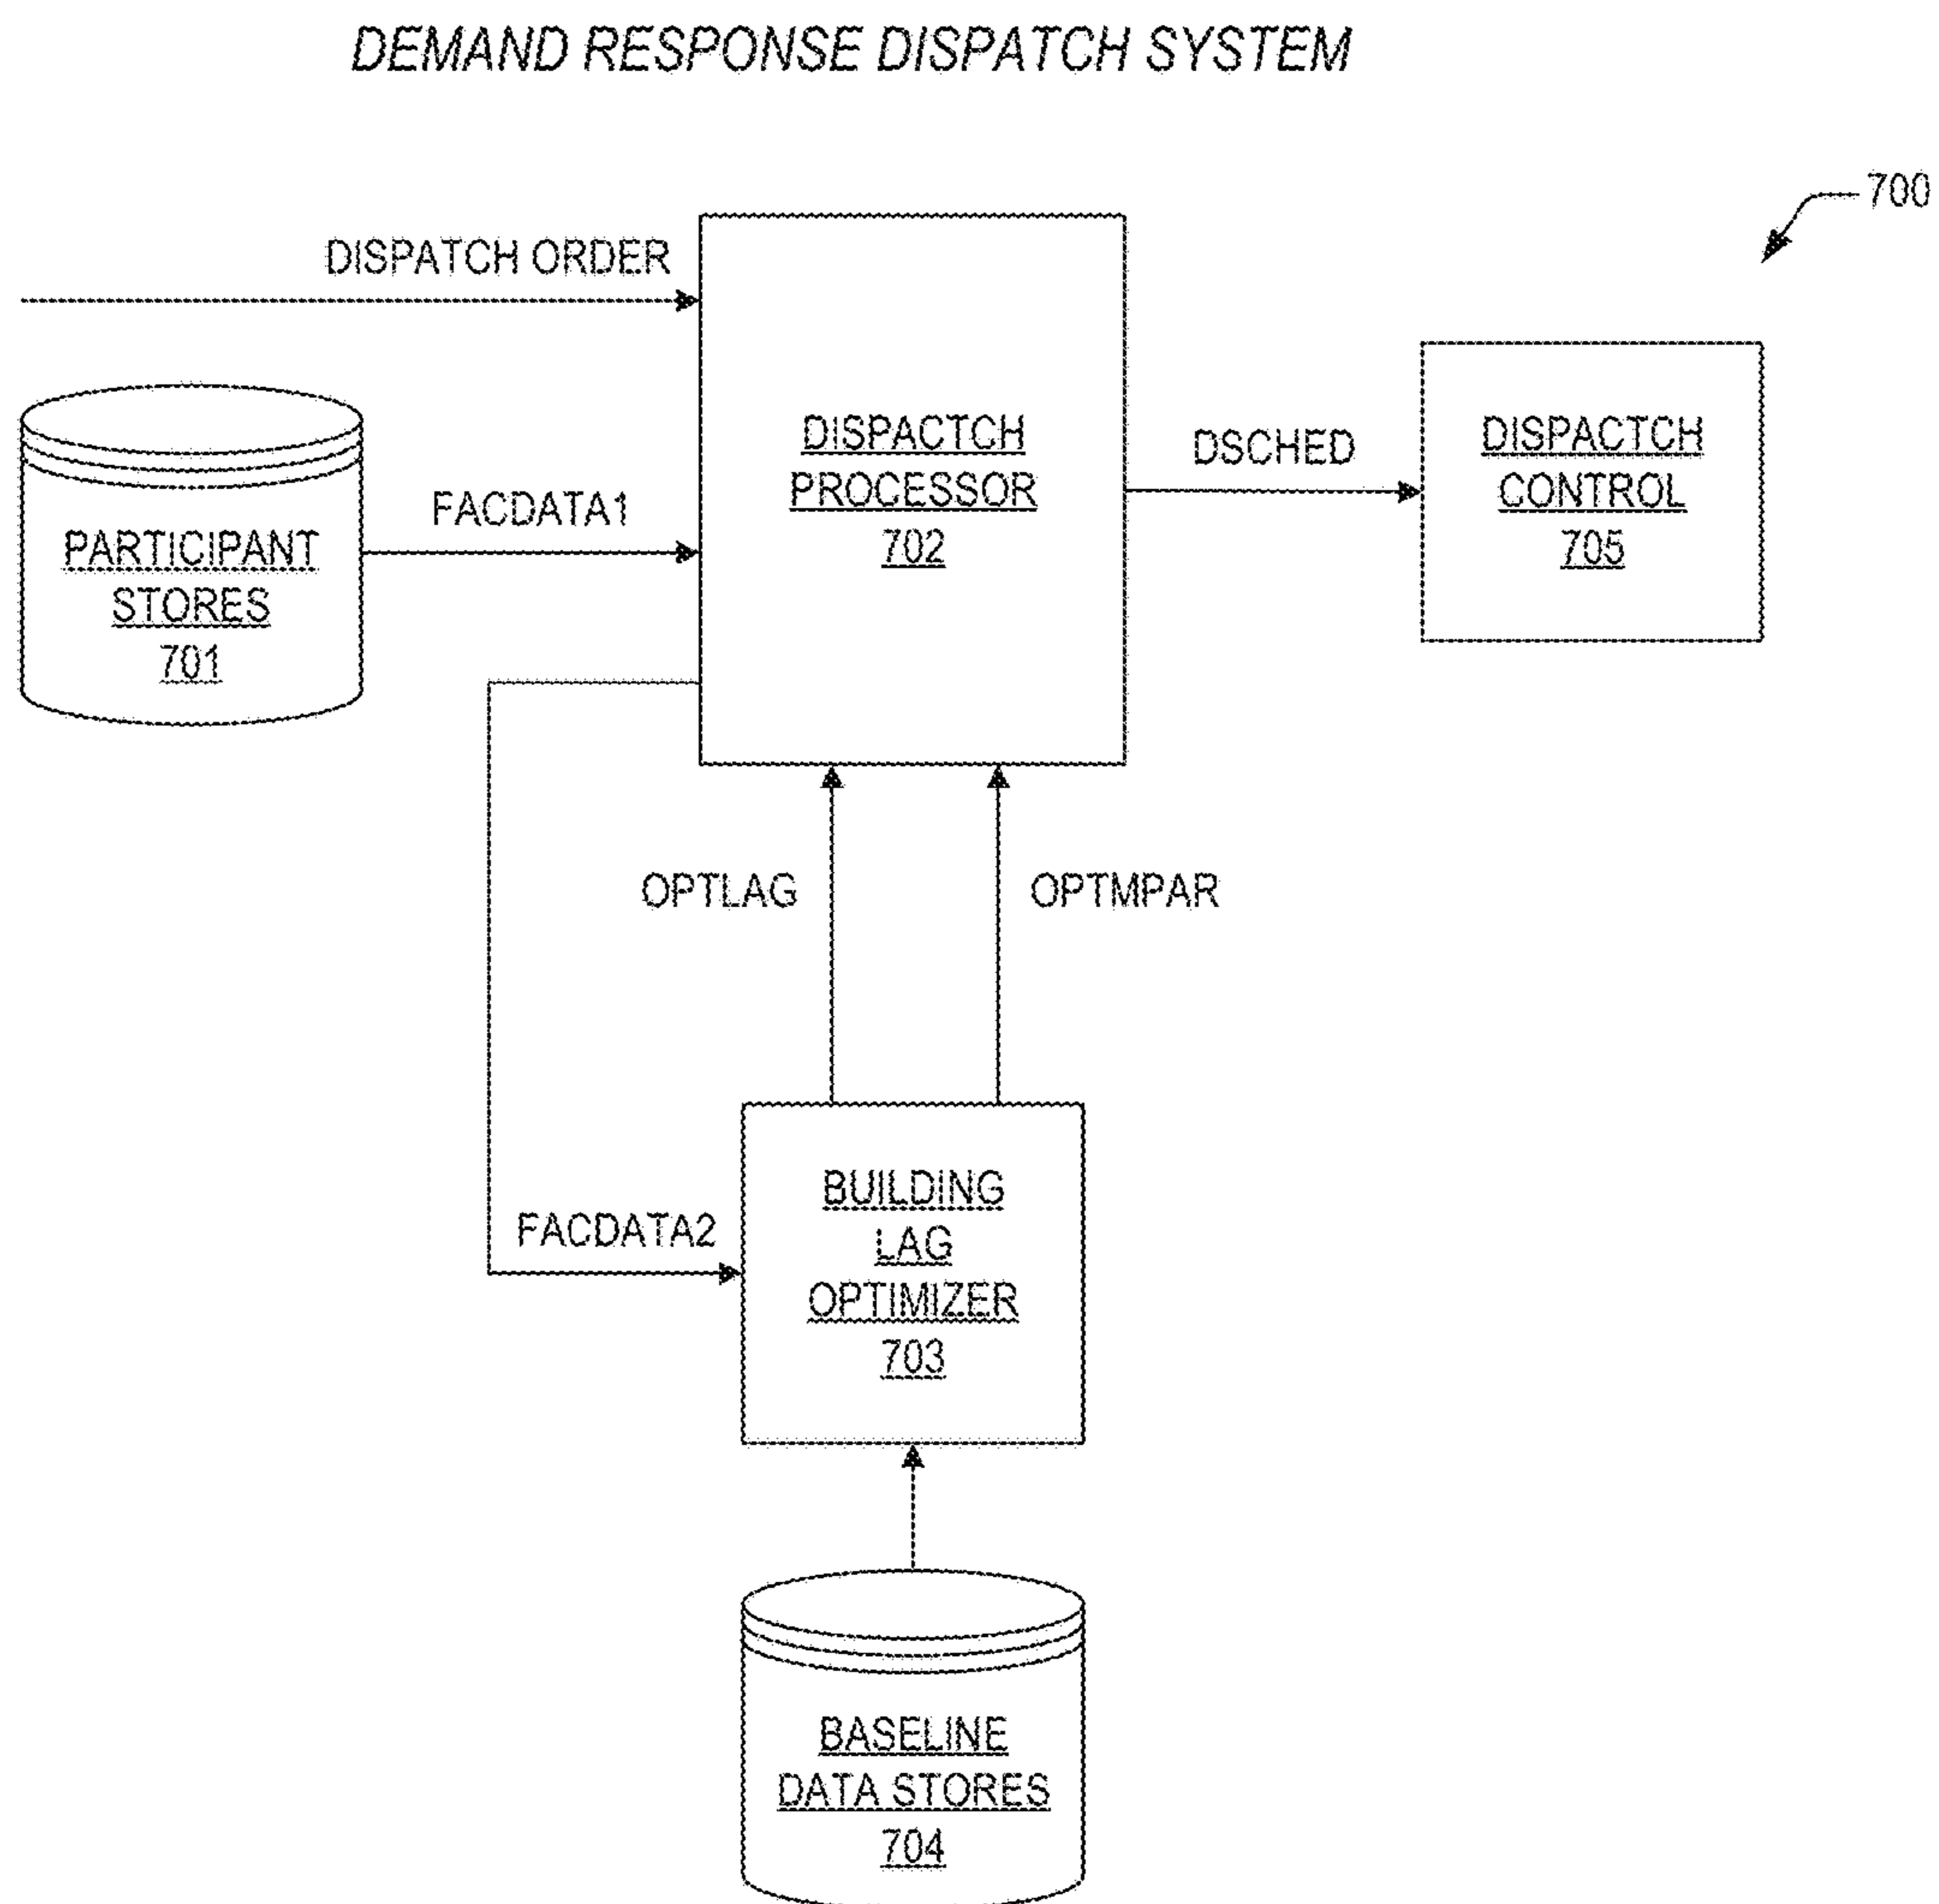 DEMAND RESPONSE DISPATCH SYSTEM
700
DISPATCH ORDER
PARTICIPANT
STORES
701
FACDATA1
DISPACTCH
PROCESSOR
702
DSCHED
DISPACTCH
CONTROL
705
OPTLAG
OPTMPAR
FACDATA2
BUILDING
LAG
OPTIMIZER
703
BASELINE
DATA STORES
704